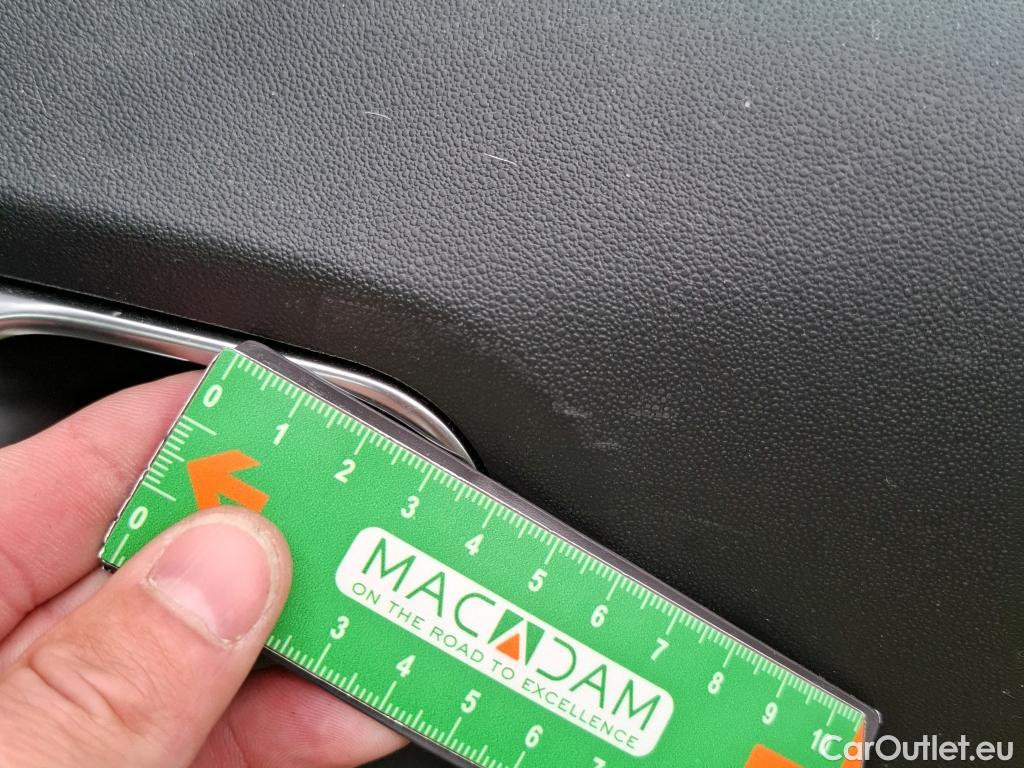 0 1 2 3 4 5 6 7 8 9 10
0
MACADAM
ON THE ROAD TO EXCELLENCE
3 4 5 6 7
CarOutlet.eu